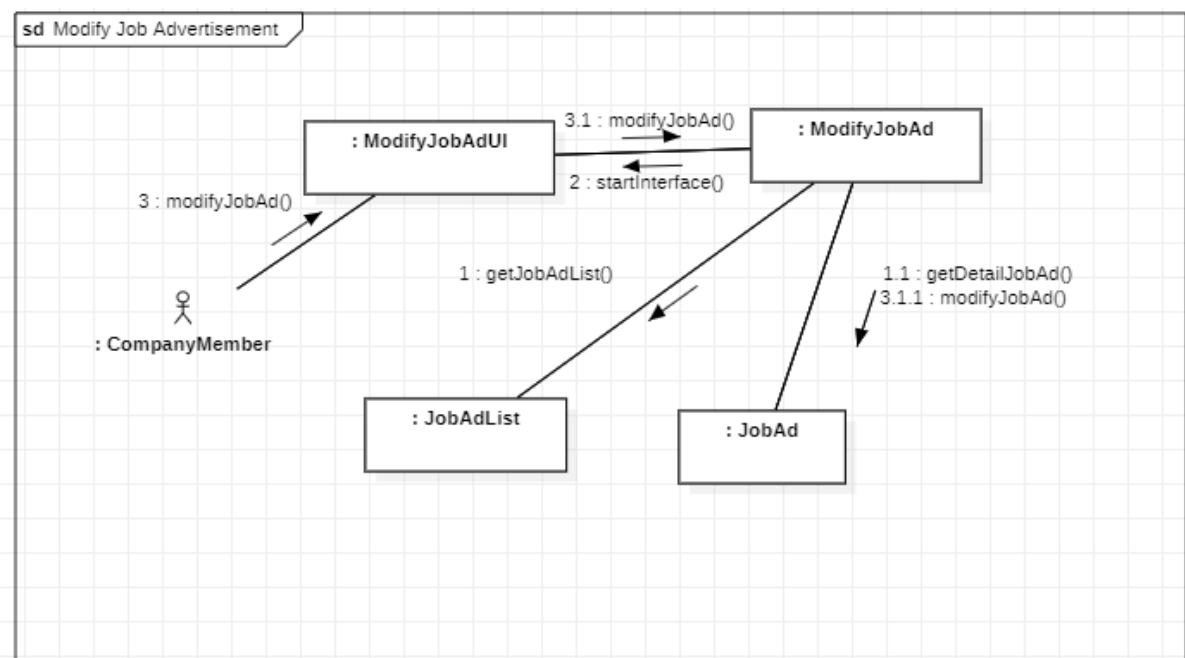 sd Modify Job Advertisement
3.1 : modifyJobAd()
: ModifyJobAdUI
: ModifyJobAd
2 : startInterface()
3 : modifyJobAd()
1 : getJobAdList()
1.1 : getDetailJobAd()
3.1.1 : modifyJobAd()
: CompanyMember
: JobAdList
: JobAd